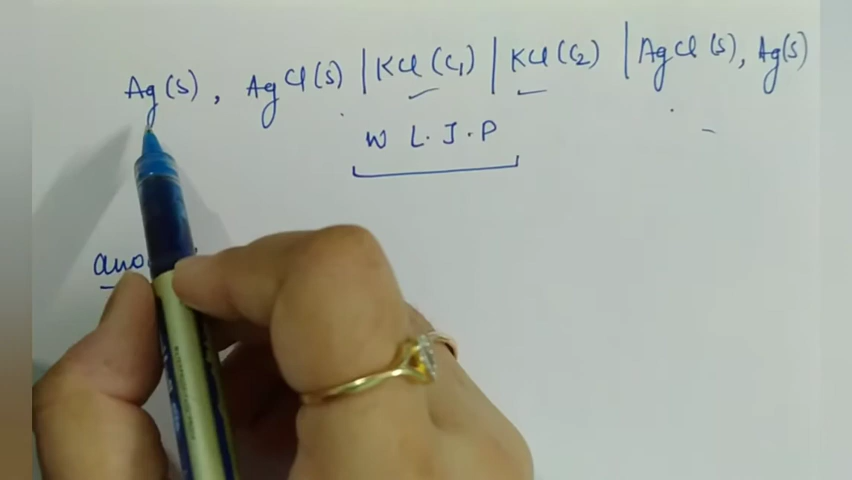 Ag(s), AgCl(s) | KCl(C₁) | KCl(C₂) | AgCl(s), Ag(s)
W L.J.P